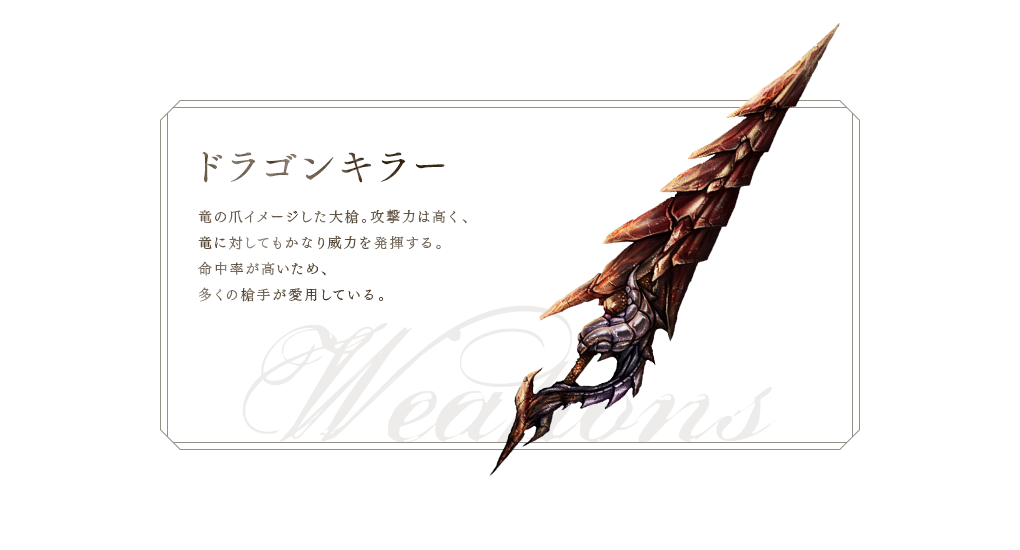 ドラゴンキラー
竜の爪イメージした大槍。攻撃力は高く、
竜に対してもかなり威力を発揮する。
命中率が高いため、
多くの槍手が愛用している。
Weapons